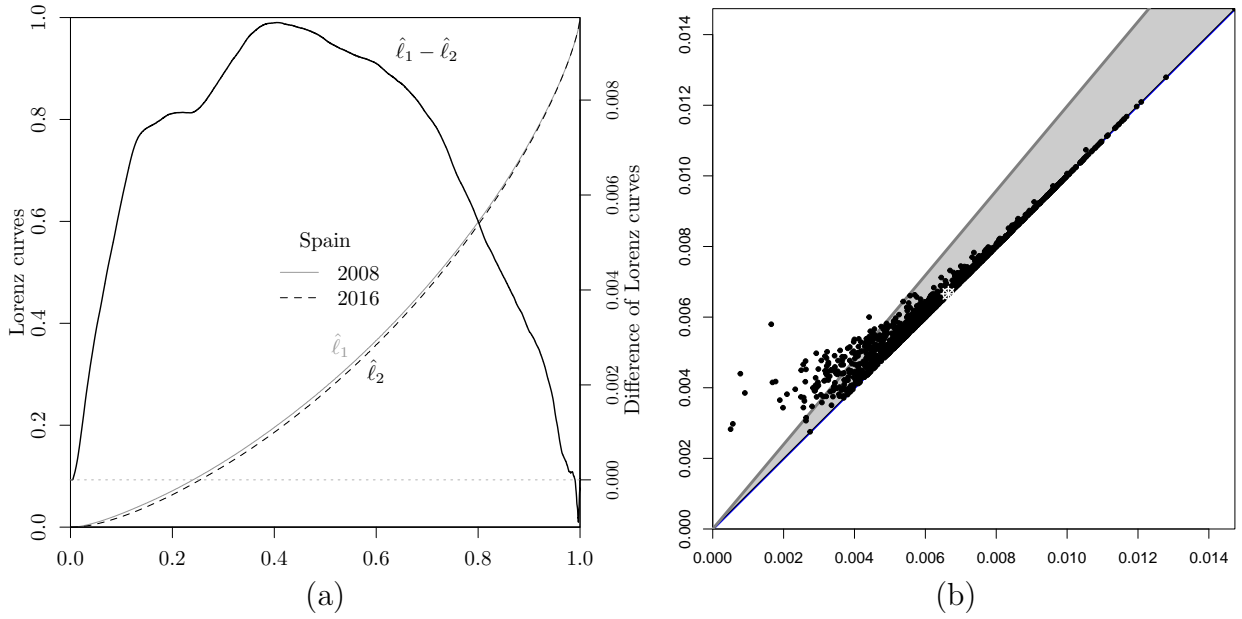 1.0
0.8
0.6
0.4
0.2
0.0
Lorenz curves
0.0 0.2 0.4 0.6 0.8 1.0
0.008
0.006
0.004
0.002
0.000
Difference of Lorenz curves
ℓ̂₁ − ℓ̂₂
Spain
2008
2016
ℓ̂₁
ℓ̂₂
(a)
0.014
0.012
0.010
0.008
0.006
0.004
0.002
0.000
0.000 0.002 0.004 0.006 0.008 0.010 0.012 0.014
(b)